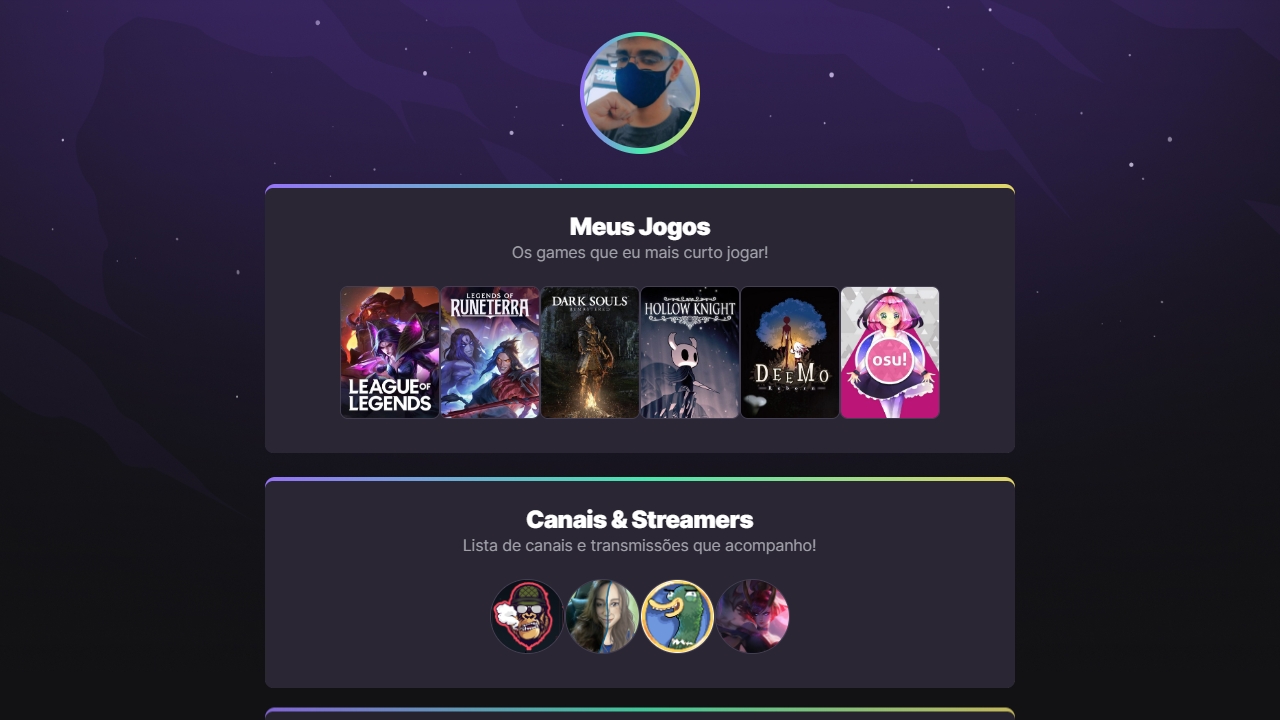 Meus Jogos
Os games que eu mais curto jogar!
LEAGUE OF
LEGENDS
LEGENDS OF
RUNETERRA
DARK SOULS
REMASTERED
HOLLOW KNIGHT
DEEMO
Reborn
osu!
Canais & Streamers
Lista de canais e transmissões que acompanho!